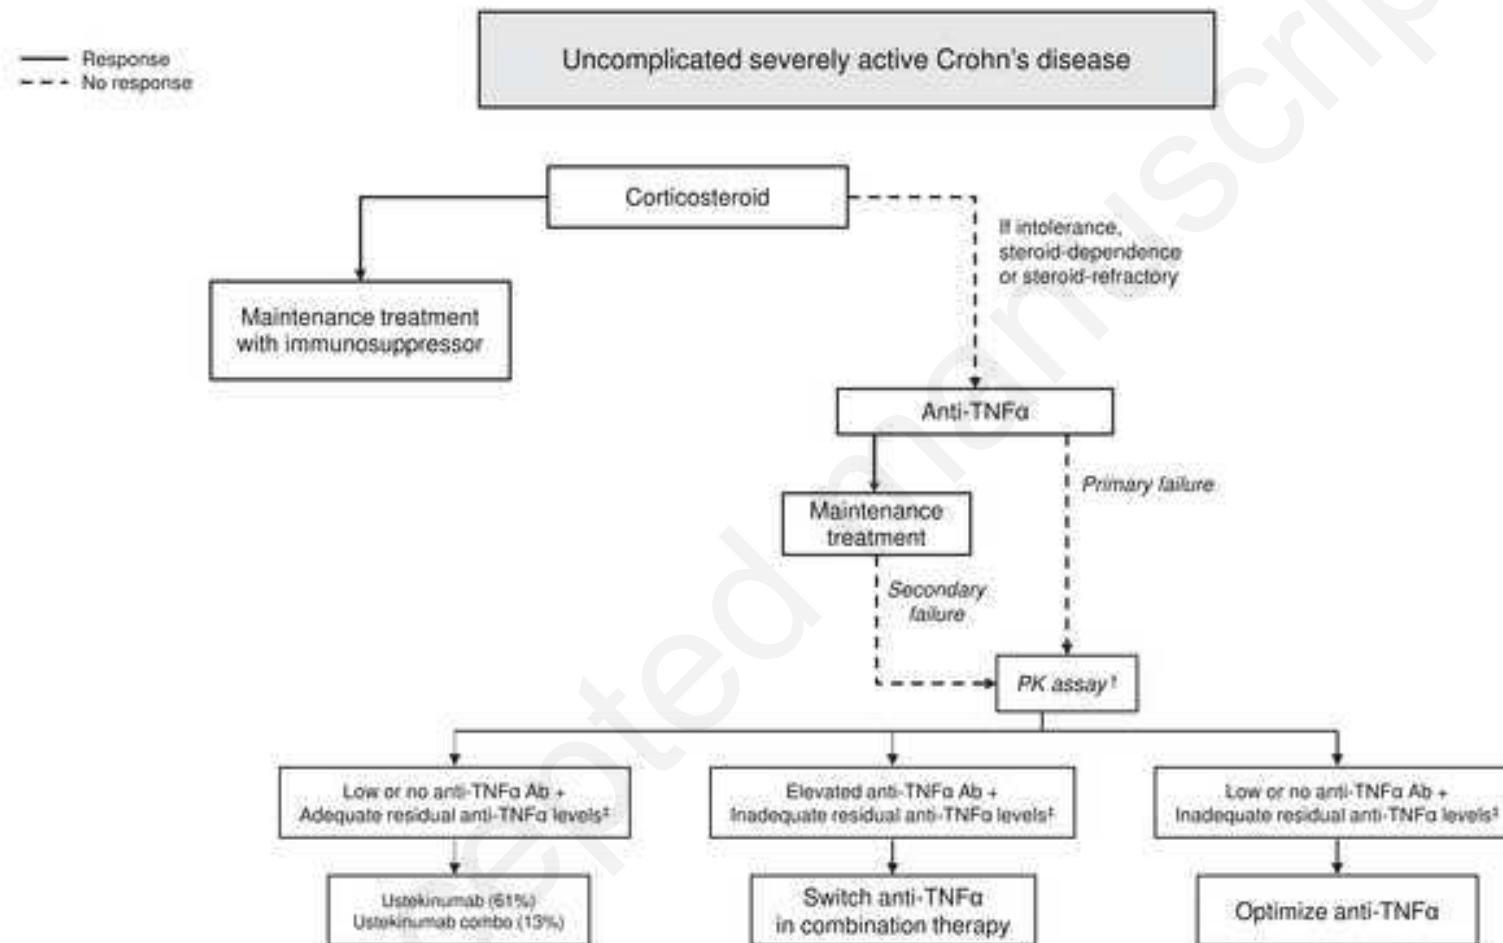 Response
No response
Uncomplicated severely active Crohn's disease
Corticosteroid
If intolerance,
steroid-dependence
or steroid-refractory
Maintenance treatment
with immunosuppressor
Anti-TNFα
Primary failure
Maintenance
treatment
Secondary
failure
PK assay†
Low or no anti-TNFα Ab +
Adequate residual anti-TNFα levels‡
Elevated anti-TNFα Ab +
Inadequate residual anti-TNFα levels‡
Low or no anti-TNFα Ab +
Inadequate residual anti-TNFα levels‡
Ustekinumab (61%)
Ustekinumab combo (13%)
Switch anti-TNFα
in combination therapy
Optimize anti-TNFα
epted manuscrip